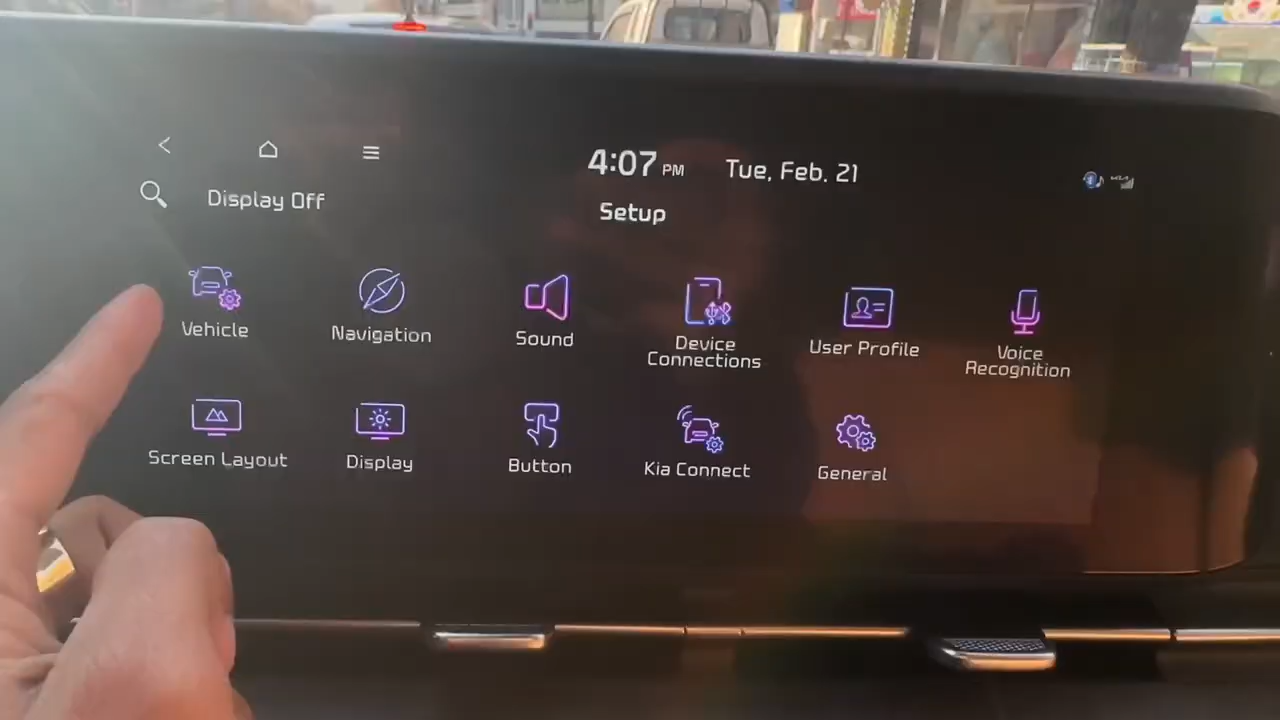 4:07 PM Tue, Feb. 21
Display Off
Setup
Vehicle
Navigation
Sound
Device
Connections
User Profile
Voice
Recognition
Screen Layout
Display
Button
Kia Connect
General